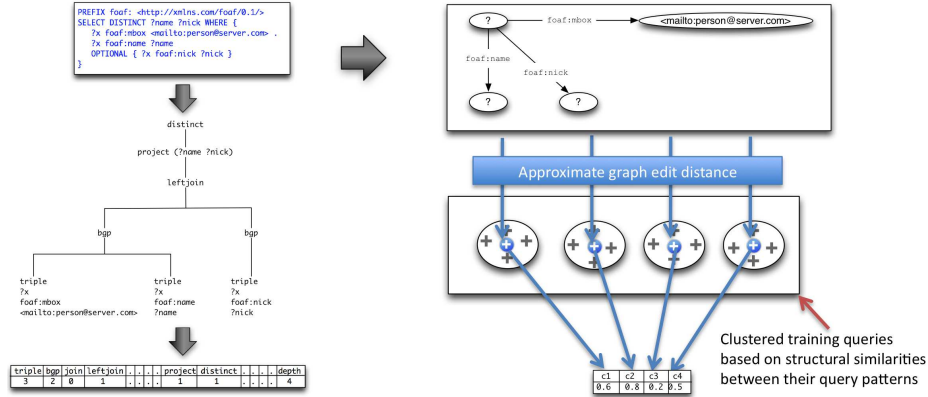 PREFIX foaf: <http://xmlns.com/foaf/0.1/>
SELECT DISTINCT ?name ?nick WHERE {
?x foaf:mbox <mailto:person@server.com> .
?x foaf:name ?name
OPTIONAL { ?x foaf:nick ?nick }
}
distinct
project (?name ?nick)
leftjoin
bgp bgp
triple triple triple
?x ?x ?x
foaf:mbox foaf:name foaf:nick
<mailto:person@server.com> ?name ?nick
triple bgp join leftjoin . . . . project distinct . . . . depth
3 2 0 1 1 1 4
? foaf:mbox <mailto:person@server.com>
foaf:name
foaf:nick
? ?
Approximate graph edit distance
Clustered training queries
based on structural similarities
between their query patterns
c1 c2 c3 c4
0.6 0.8 0.2 0.5